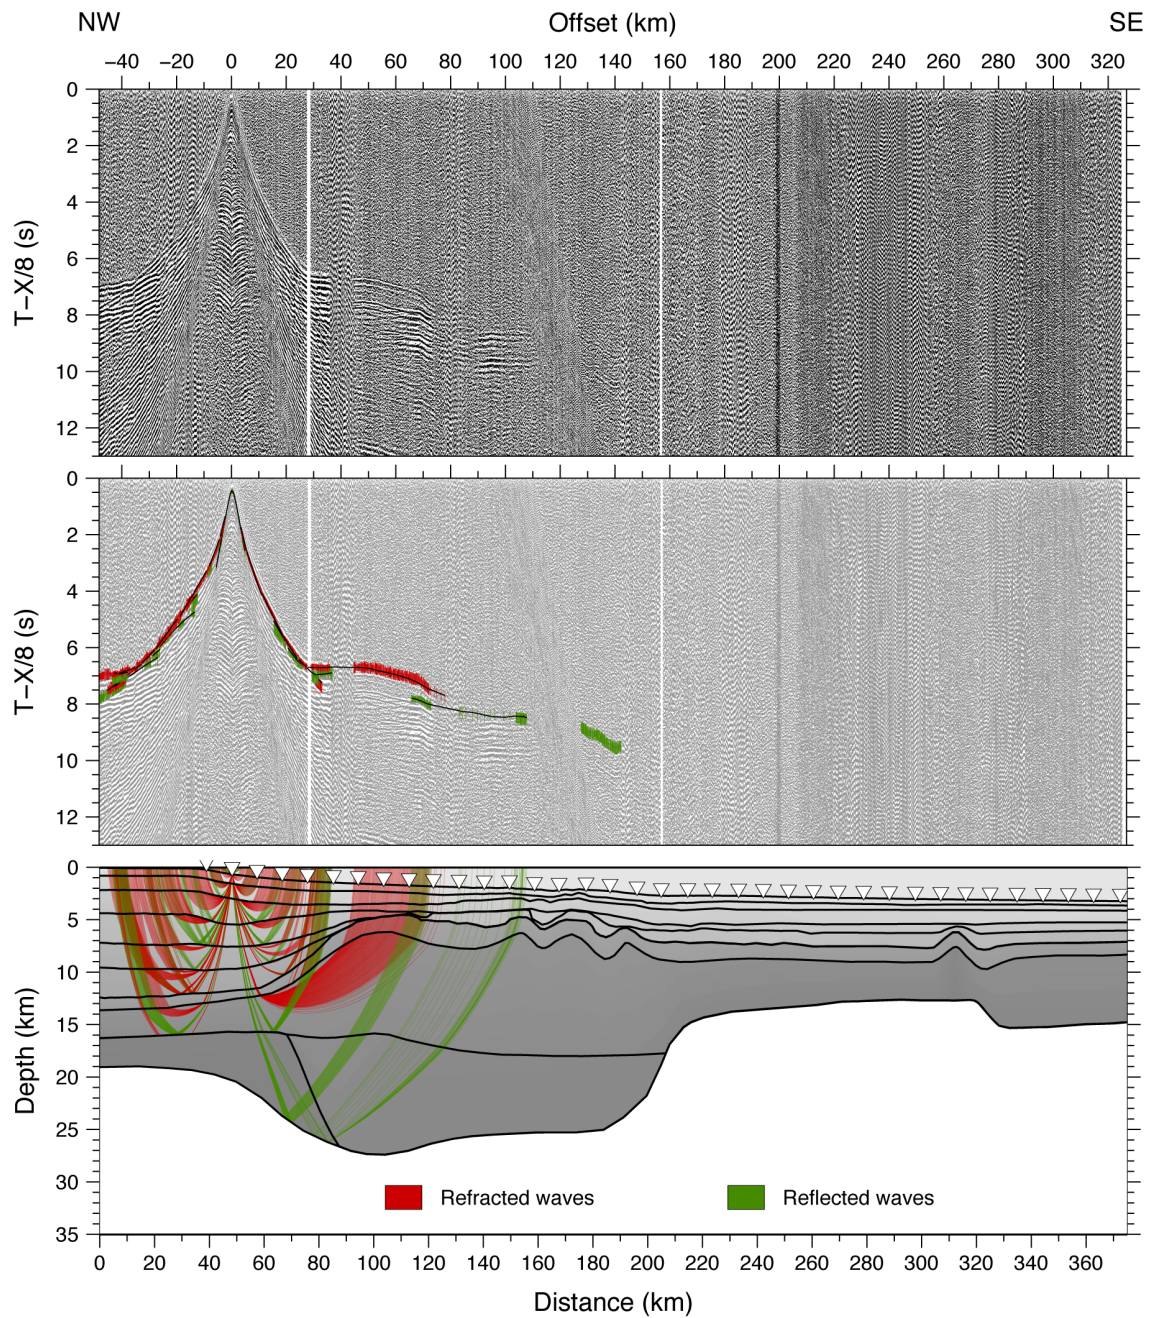 NW Offset (km) SE
−40 −20 0 20 40 60 80 100 120 140 160 180 200 220 240 260 280 300 320
0
2
4
6
8
10
12
T−X/8 (s)
0
2
4
6
8
10
12
T−X/8 (s)
0
5
10
15
20
25
30
35
Depth (km)
Refracted waves Reflected waves
0 20 40 60 80 100 120 140 160 180 200 220 240 260 280 300 320 340 360
Distance (km)